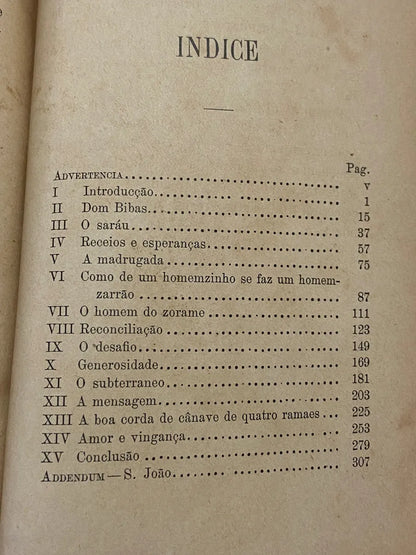 INDICE
Pag.
ADVERTENCIA........................ v
I Introducção........................ 1
II Dom Bibas........................ 15
III O saráu........................ 37
IV Receios e esperanças........................ 57
V A madrugada........................ 75
VI Como de um homemzinho se faz um homem-
zarrão........................ 87
VII O homem do zorame........................ 111
VIII Reconciliação........................ 123
IX O desafio........................ 149
X Generosidade........................ 169
XI O subterraneo........................ 181
XII A mensagem........................ 203
XIII A boa corda de cânave de quatro ramaes... 225
XIV Amor e vingança........................ 253
XV Conclusão........................ 279
ADDENDUM — S. João........................ 307